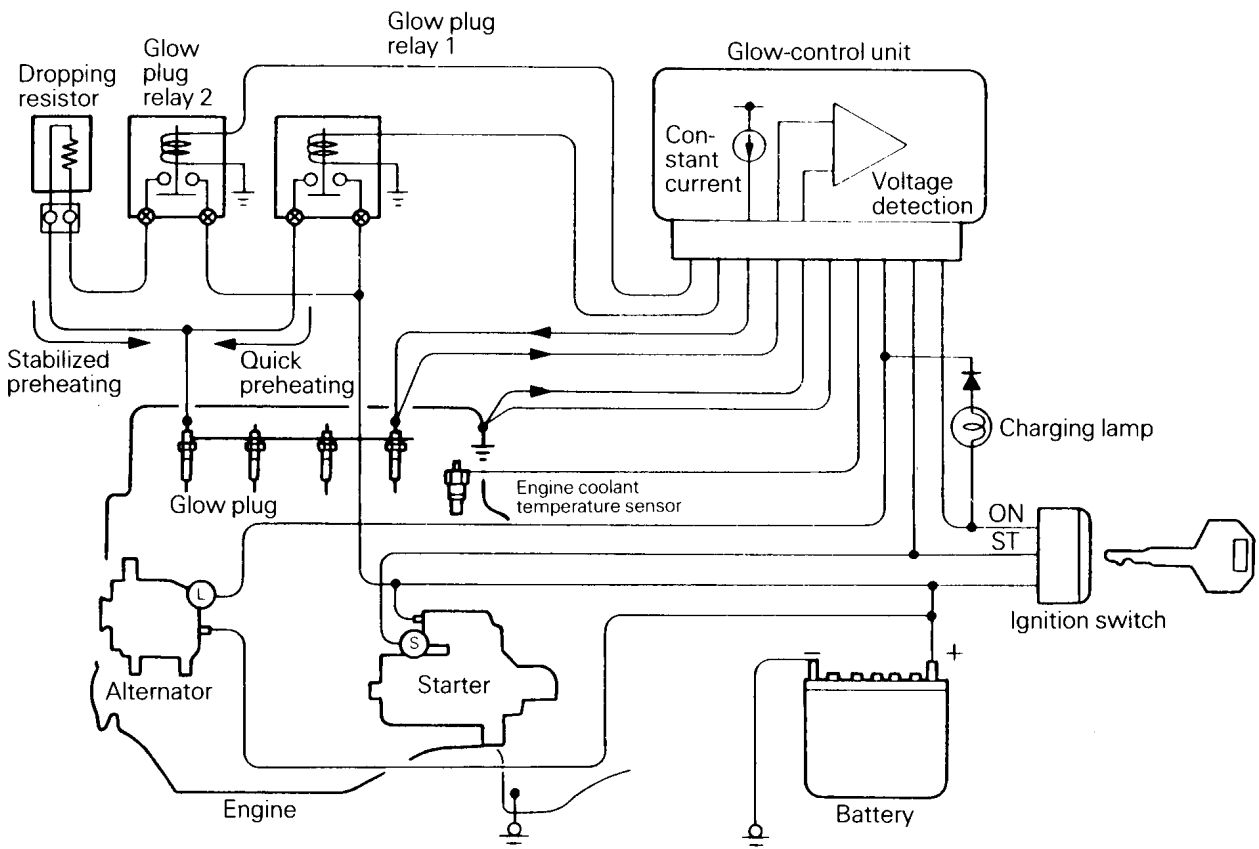 Glow plug
relay 1
Glow
plug
relay 2
Dropping
resistor
Glow-control unit
Con-
stant
current
Voltage
detection
Stabilized
preheating
Quick
preheating
Charging lamp
Glow plug
Engine coolant
temperature sensor
ON
ST
L
Ignition switch
S
Alternator
Starter
− +
Engine
Battery